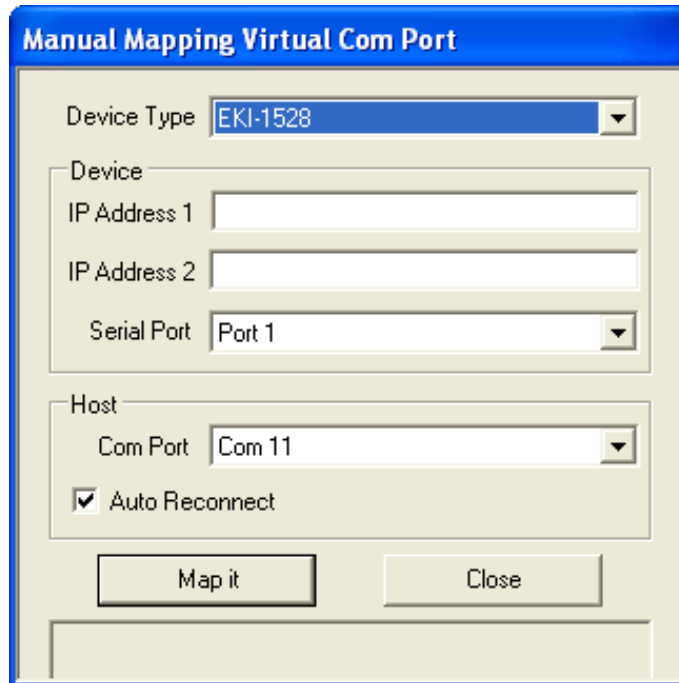 Manual Mapping Virtual Com Port
Device Type EKI-1528
Device
IP Address 1
IP Address 2
Serial Port Port 1
Host
Com Port Com 11
Auto Reconnect
Map it Close